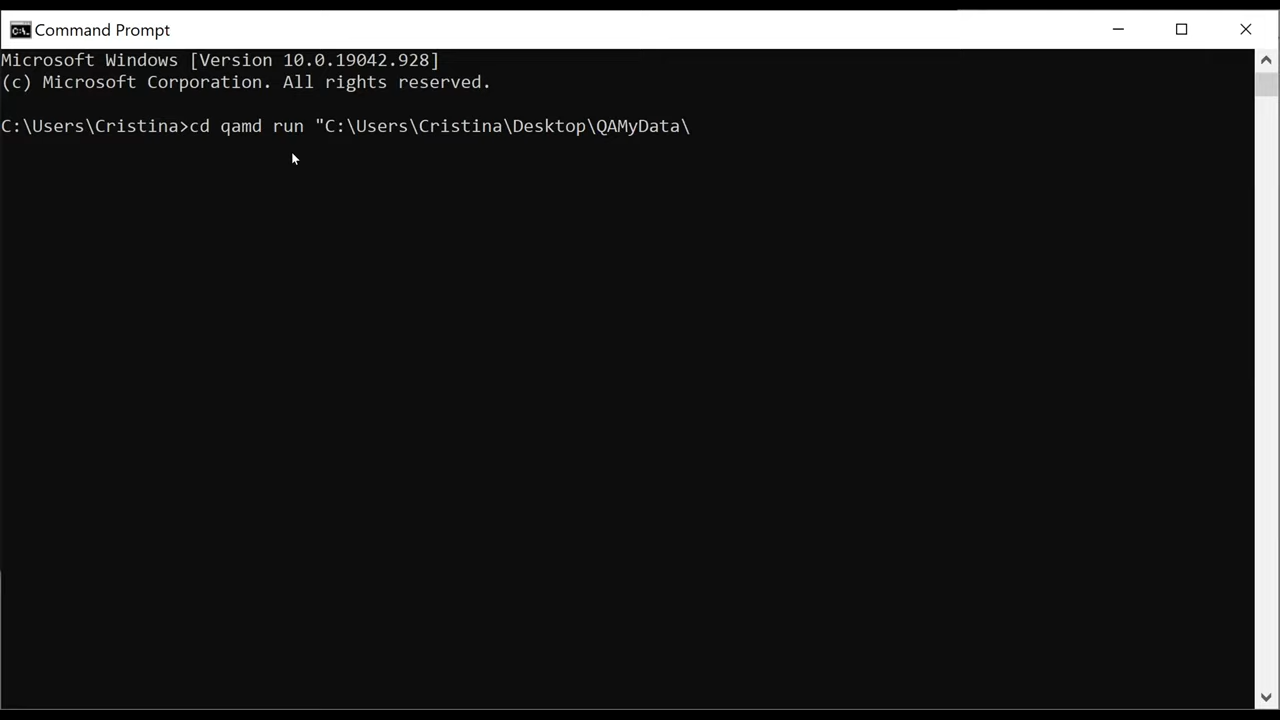 Command Prompt
Microsoft Windows [Version 10.0.19042.928]
(c) Microsoft Corporation. All rights reserved.
C:\Users\Cristina>cd qamd run "C:\Users\Cristina\Desktop\QAMyData\